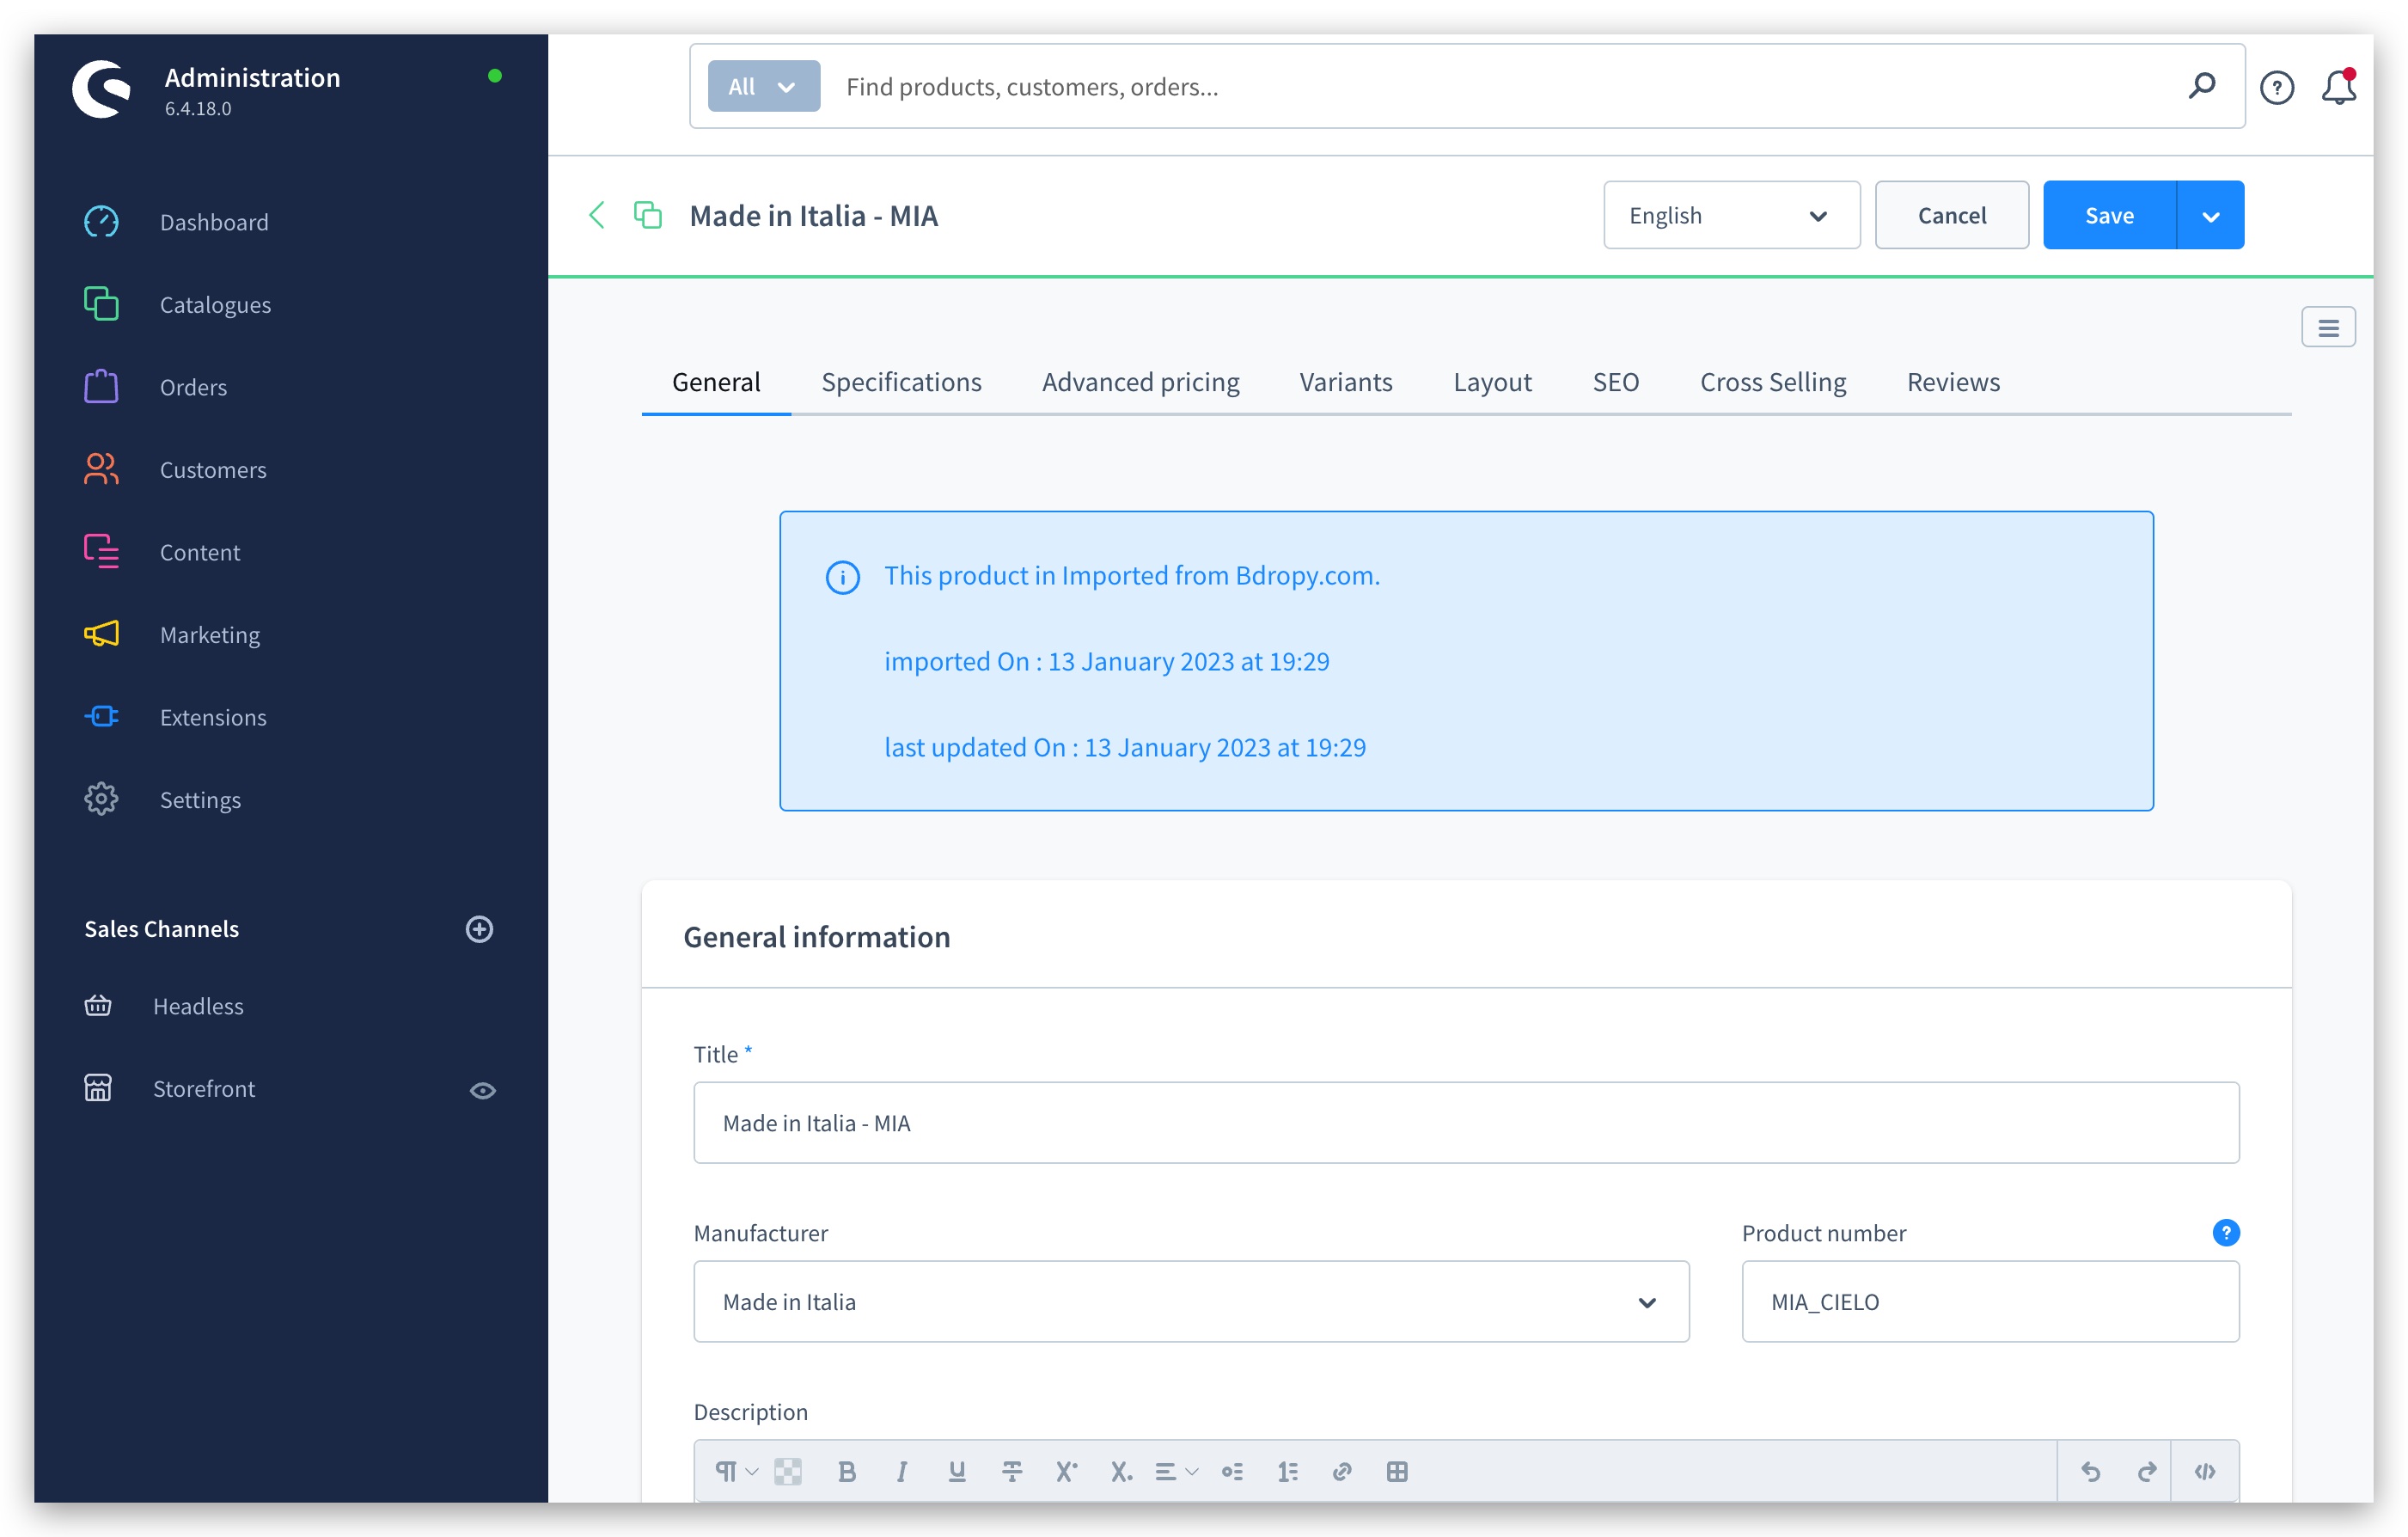 Administration
6.4.18.0
Dashboard
Catalogues
Orders
Customers
Content
Marketing
Extensions
Settings
Sales Channels
Headless
Storefront
All
Find products, customers, orders...
Made in Italia - MIA
English
Cancel
Save
General Specifications Advanced pricing Variants Layout SEO Cross Selling Reviews
This product in Imported from Bdropy.com.
imported On : 13 January 2023 at 19:29
last updated On : 13 January 2023 at 19:29
General information
Title *
Made in Italia - MIA
Manufacturer
Made in Italia
Product number
MIA_CIELO
Description